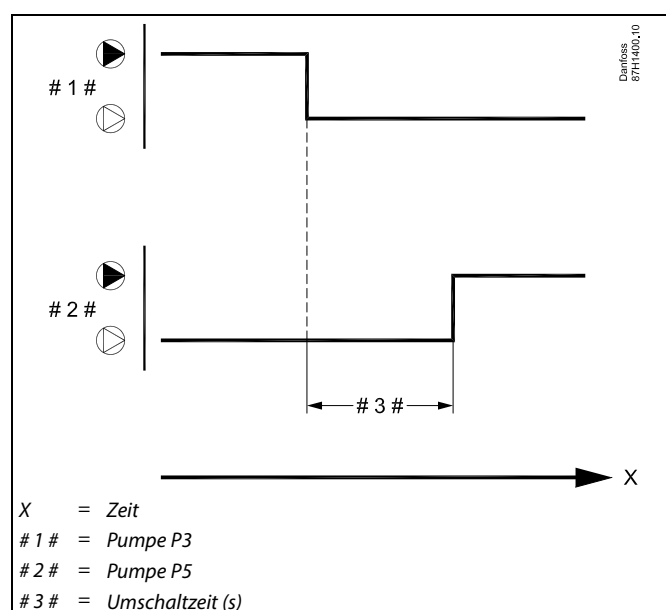 Danfoss
87H1400.10
# 1 #
# 2 #
# 3 #
X
X = Zeit
# 1 # = Pumpe P3
# 2 # = Pumpe P5
# 3 # = Umschaltzeit (s)